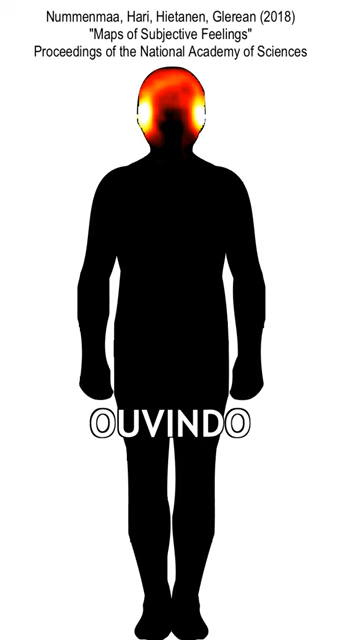 Nummenmaa, Hari, Hietanen, Glerean (2018)
"Maps of Subjective Feelings"
Proceedings of the National Academy of Sciences
OUVINDO